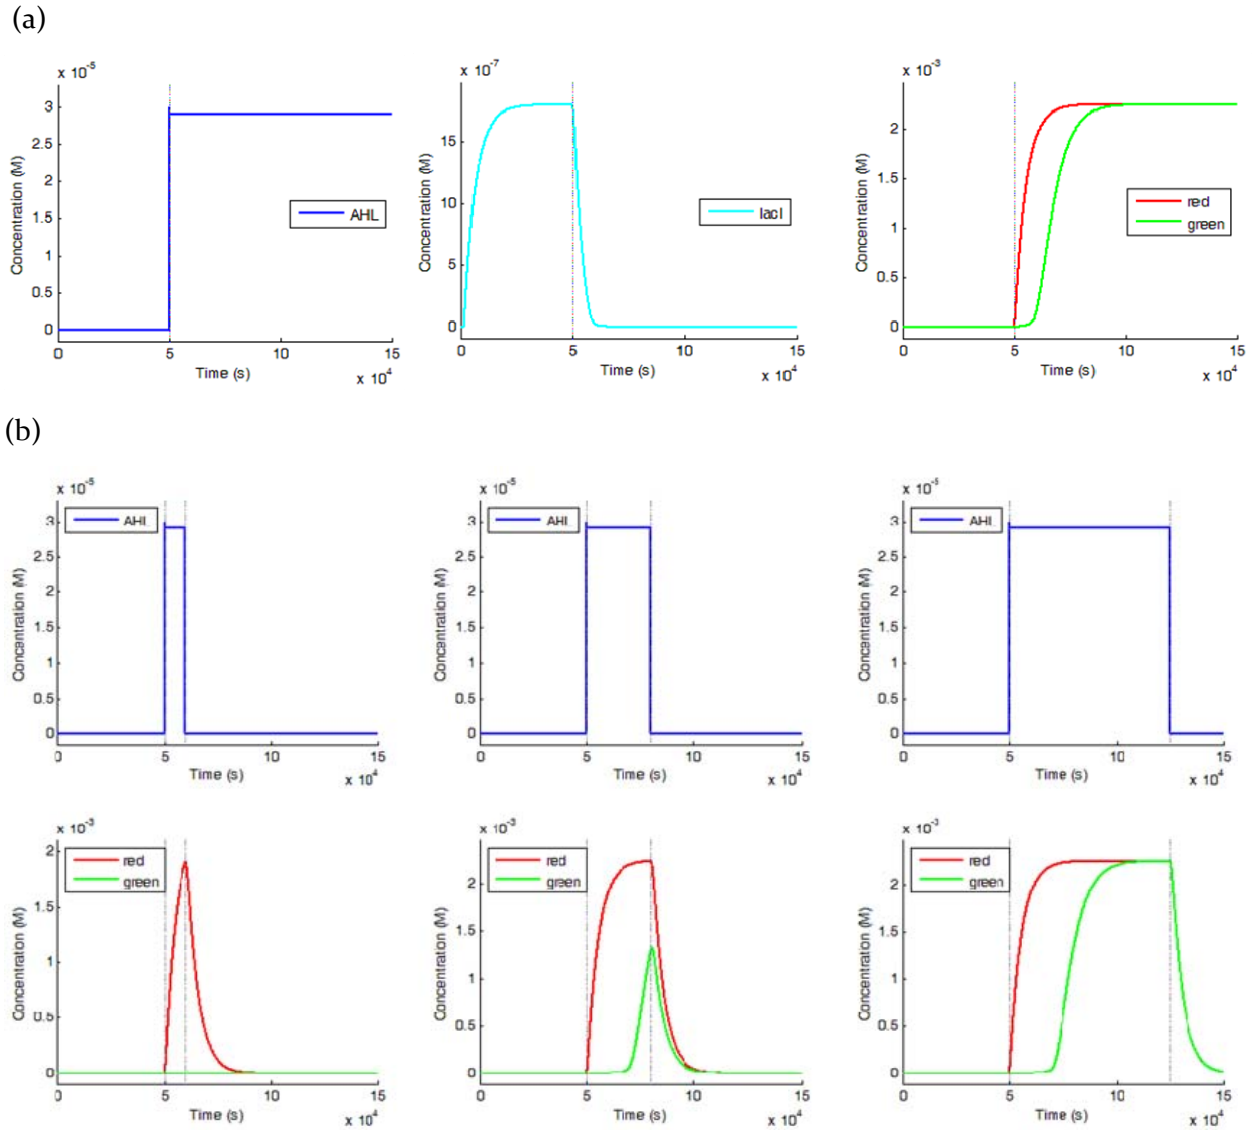 (a)
x 10-5
3
2.5
2
1.5
1
0.5
0
Concentration (M)
AHL
0 5 10 15
Time (s)
x 10^4
x 10-7
15
10
5
0
Concentration (M)
lacI
0 5 10 15
Time (s)
x 10^4
x 10-3
2
1.5
1
0.5
0
Concentration (M)
red
green
0 5 10 15
Time (s)
x 10^4
(b)
x 10-5
3
2.5
2
1.5
1
0.5
0
Concentration (M)
AHL
0 5 10 15
Time (s)
x 10^4
x 10-5
3
2.5
2
1.5
1
0.5
0
Concentration (M)
AHL
0 5 10 15
Time (s)
x 10^4
x 10-5
3
2.5
2
1.5
1
0.5
0
Concentration (M)
AHL
0 5 10 15
Time (s)
x 10^4
x 10-3
2
1.5
1
0.5
0
Concentration (M)
red
green
0 5 10 15
Time (s)
x 10^4
x 10-3
2
1.5
1
0.5
0
Concentration (M)
red
green
0 5 10 15
Time (s)
x 10^4
x 10-3
2
1.5
1
0.5
0
Concentration (M)
red
green
0 5 10 15
Time (s)
x 10^4